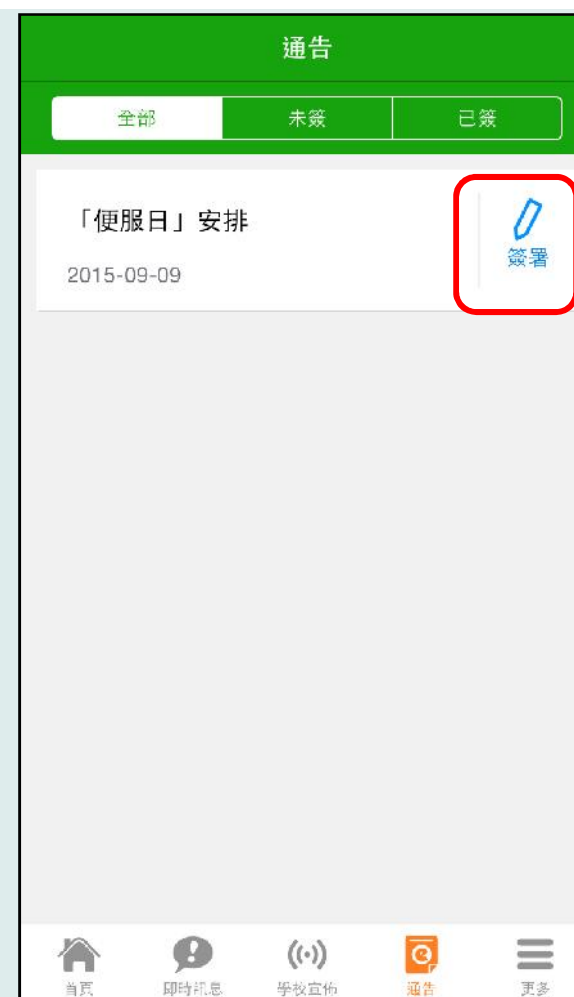 通告
全部 未簽 已簽
「便服日」安排
簽署
2015-09-09
首頁 即時訊息 學校宣佈 通告 更多